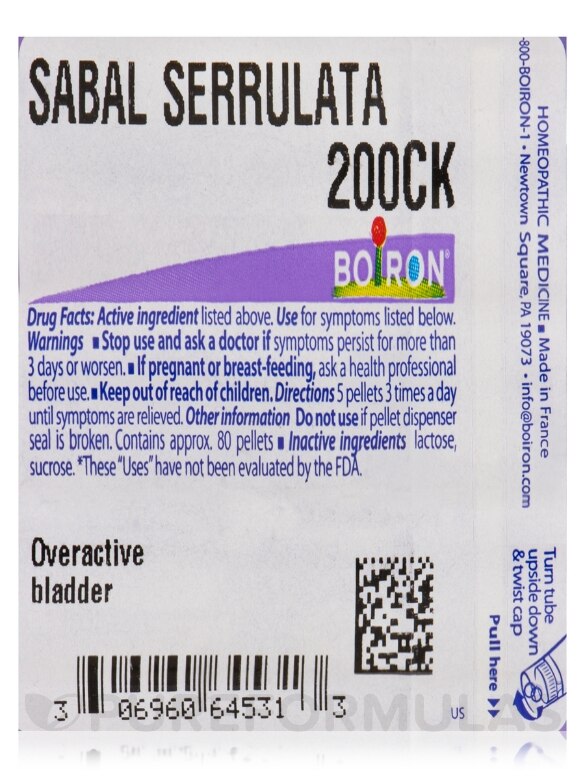 SABAL SERRULATA
200CK
BOIRON®
Drug Facts: Active ingredient listed above. Use for symptoms listed below.
Warnings ■ Stop use and ask a doctor if symptoms persist for more than
3 days or worsen. ■ If pregnant or breast-feeding, ask a health professional
before use. ■ Keep out of reach of children. Directions 5 pellets 3 times a day
until symptoms are relieved. Other information Do not use if pellet dispenser
seal is broken. Contains approx. 80 pellets ■ Inactive ingredients lactose,
sucrose. *These "Uses" have not been evaluated by the FDA.
Overactive
bladder
3 06960 64531 3
US
HOMEOPATHIC MEDICINE ■ Made in France
-800-BOIRON-1 • Newtown Square, PA 19073 • info@boiron.com
Turn tube
upside down
& twist cap
Pull here
PUREFORMULAS